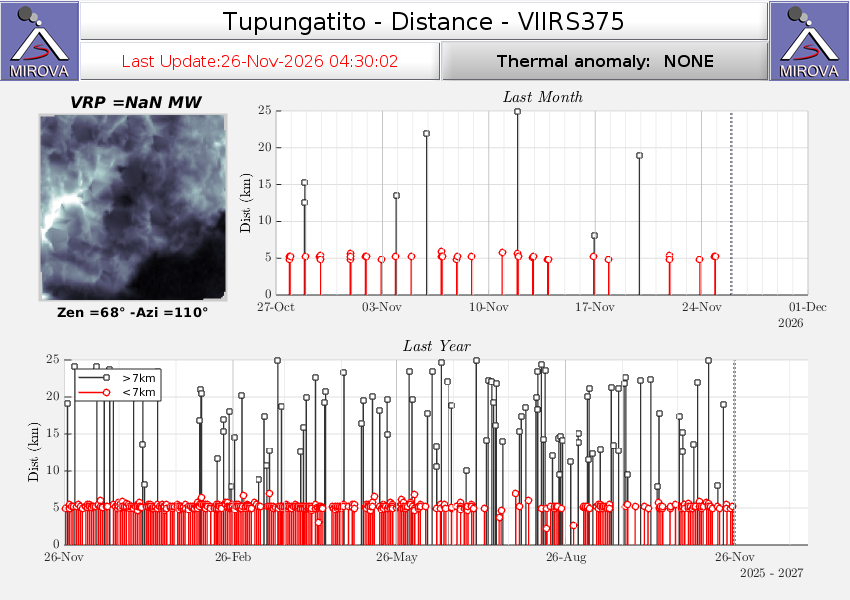 Tupungatito - Distance - VIIRS375
MIROVA
Last Update:26-Nov-2026 04:30:02
Thermal anomaly: NONE
MIROVA
VRP =NaN MW
Zen =68° -Azi =110°
Last Month
Dist (km)
25
20
15
10
5
0
27-Oct
03-Nov
10-Nov
17-Nov
24-Nov
01-Dec
2026
Last Year
Dist (km)
25
20
15
10
5
0
>7km
<7km
26-Nov
26-Feb
26-May
26-Aug
26-Nov
2025 - 2027